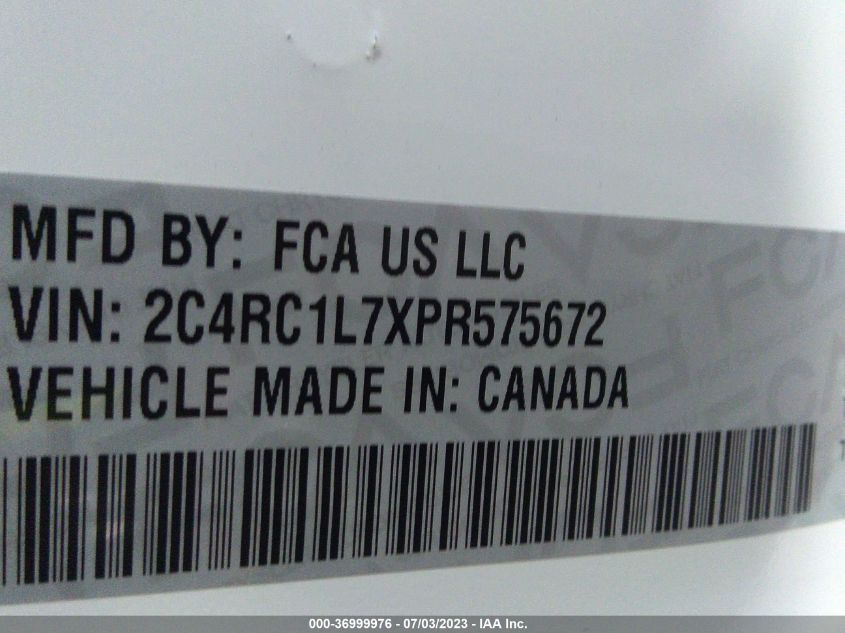 MFD BY: FCA US LLC
VIN: 2C4RC1L7XPR575672
VEHICLE MADE IN: CANADA
000-36999976 - 07/03/2023 - IAA Inc.